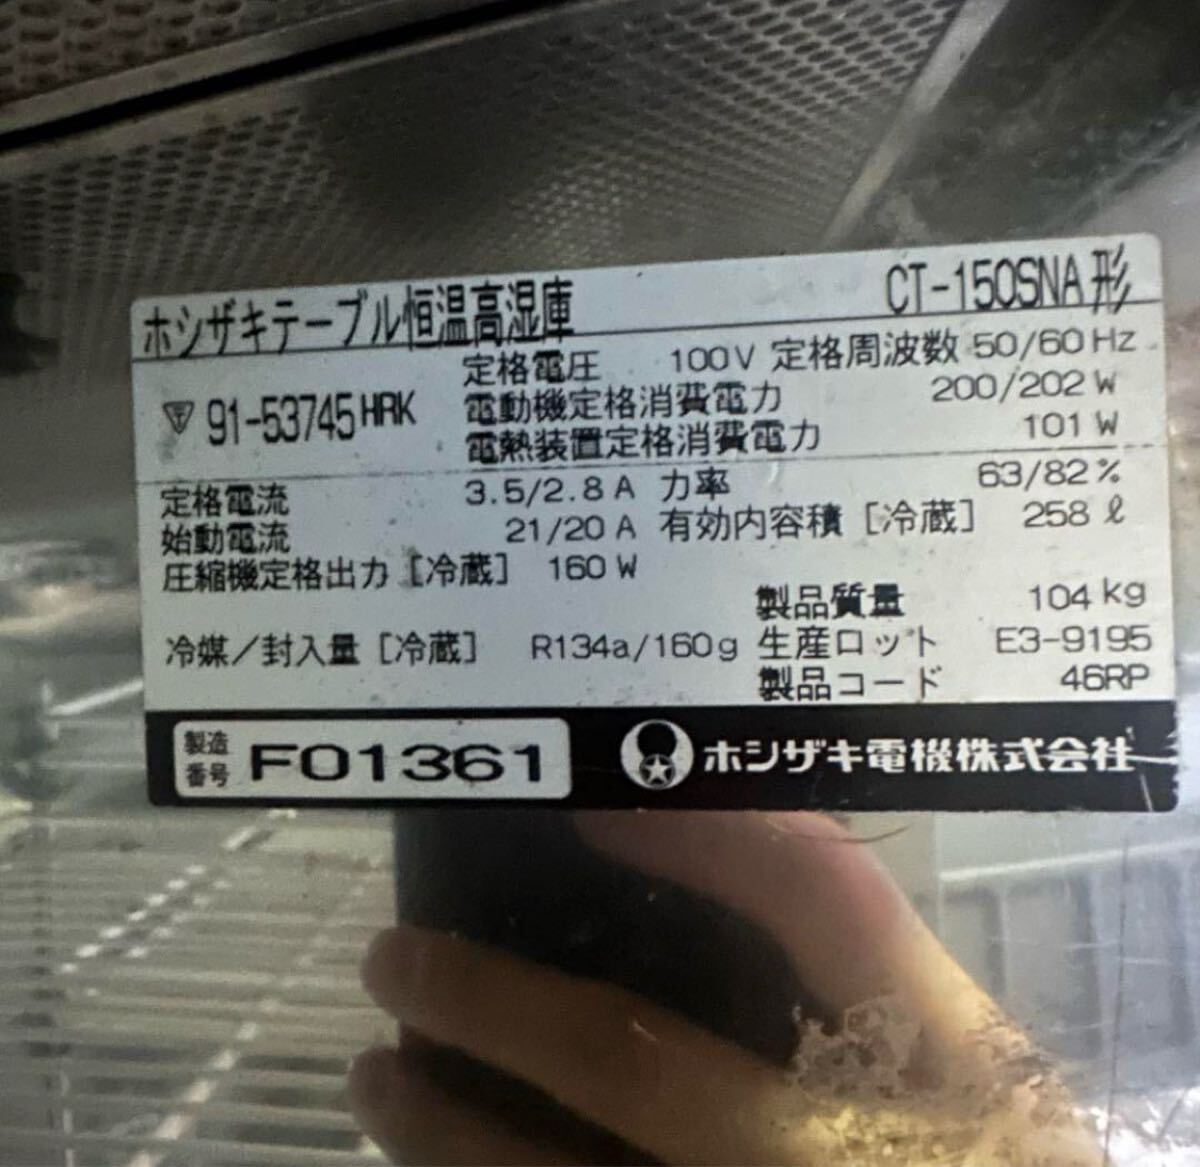 ホシザキテーブル恒温高湿庫 CT-150SNA形
定格電圧 100V 定格周波数 50/60Hz
91-53745HRK 電動機定格消費電力 200/202W
電熱装置定格消費電力 101W
定格電流 3.5/2.8A 力率 63/82%
始動電流 21/20A 有効内容積［冷蔵］ 258ℓ
圧縮機定格出力［冷蔵］ 160W
製品質量 104kg
冷媒/封入量［冷蔵］ R134a/160g 生産ロット E3-9195
製品コード 46RP
製造番号 F01361 ホシザキ電機株式会社